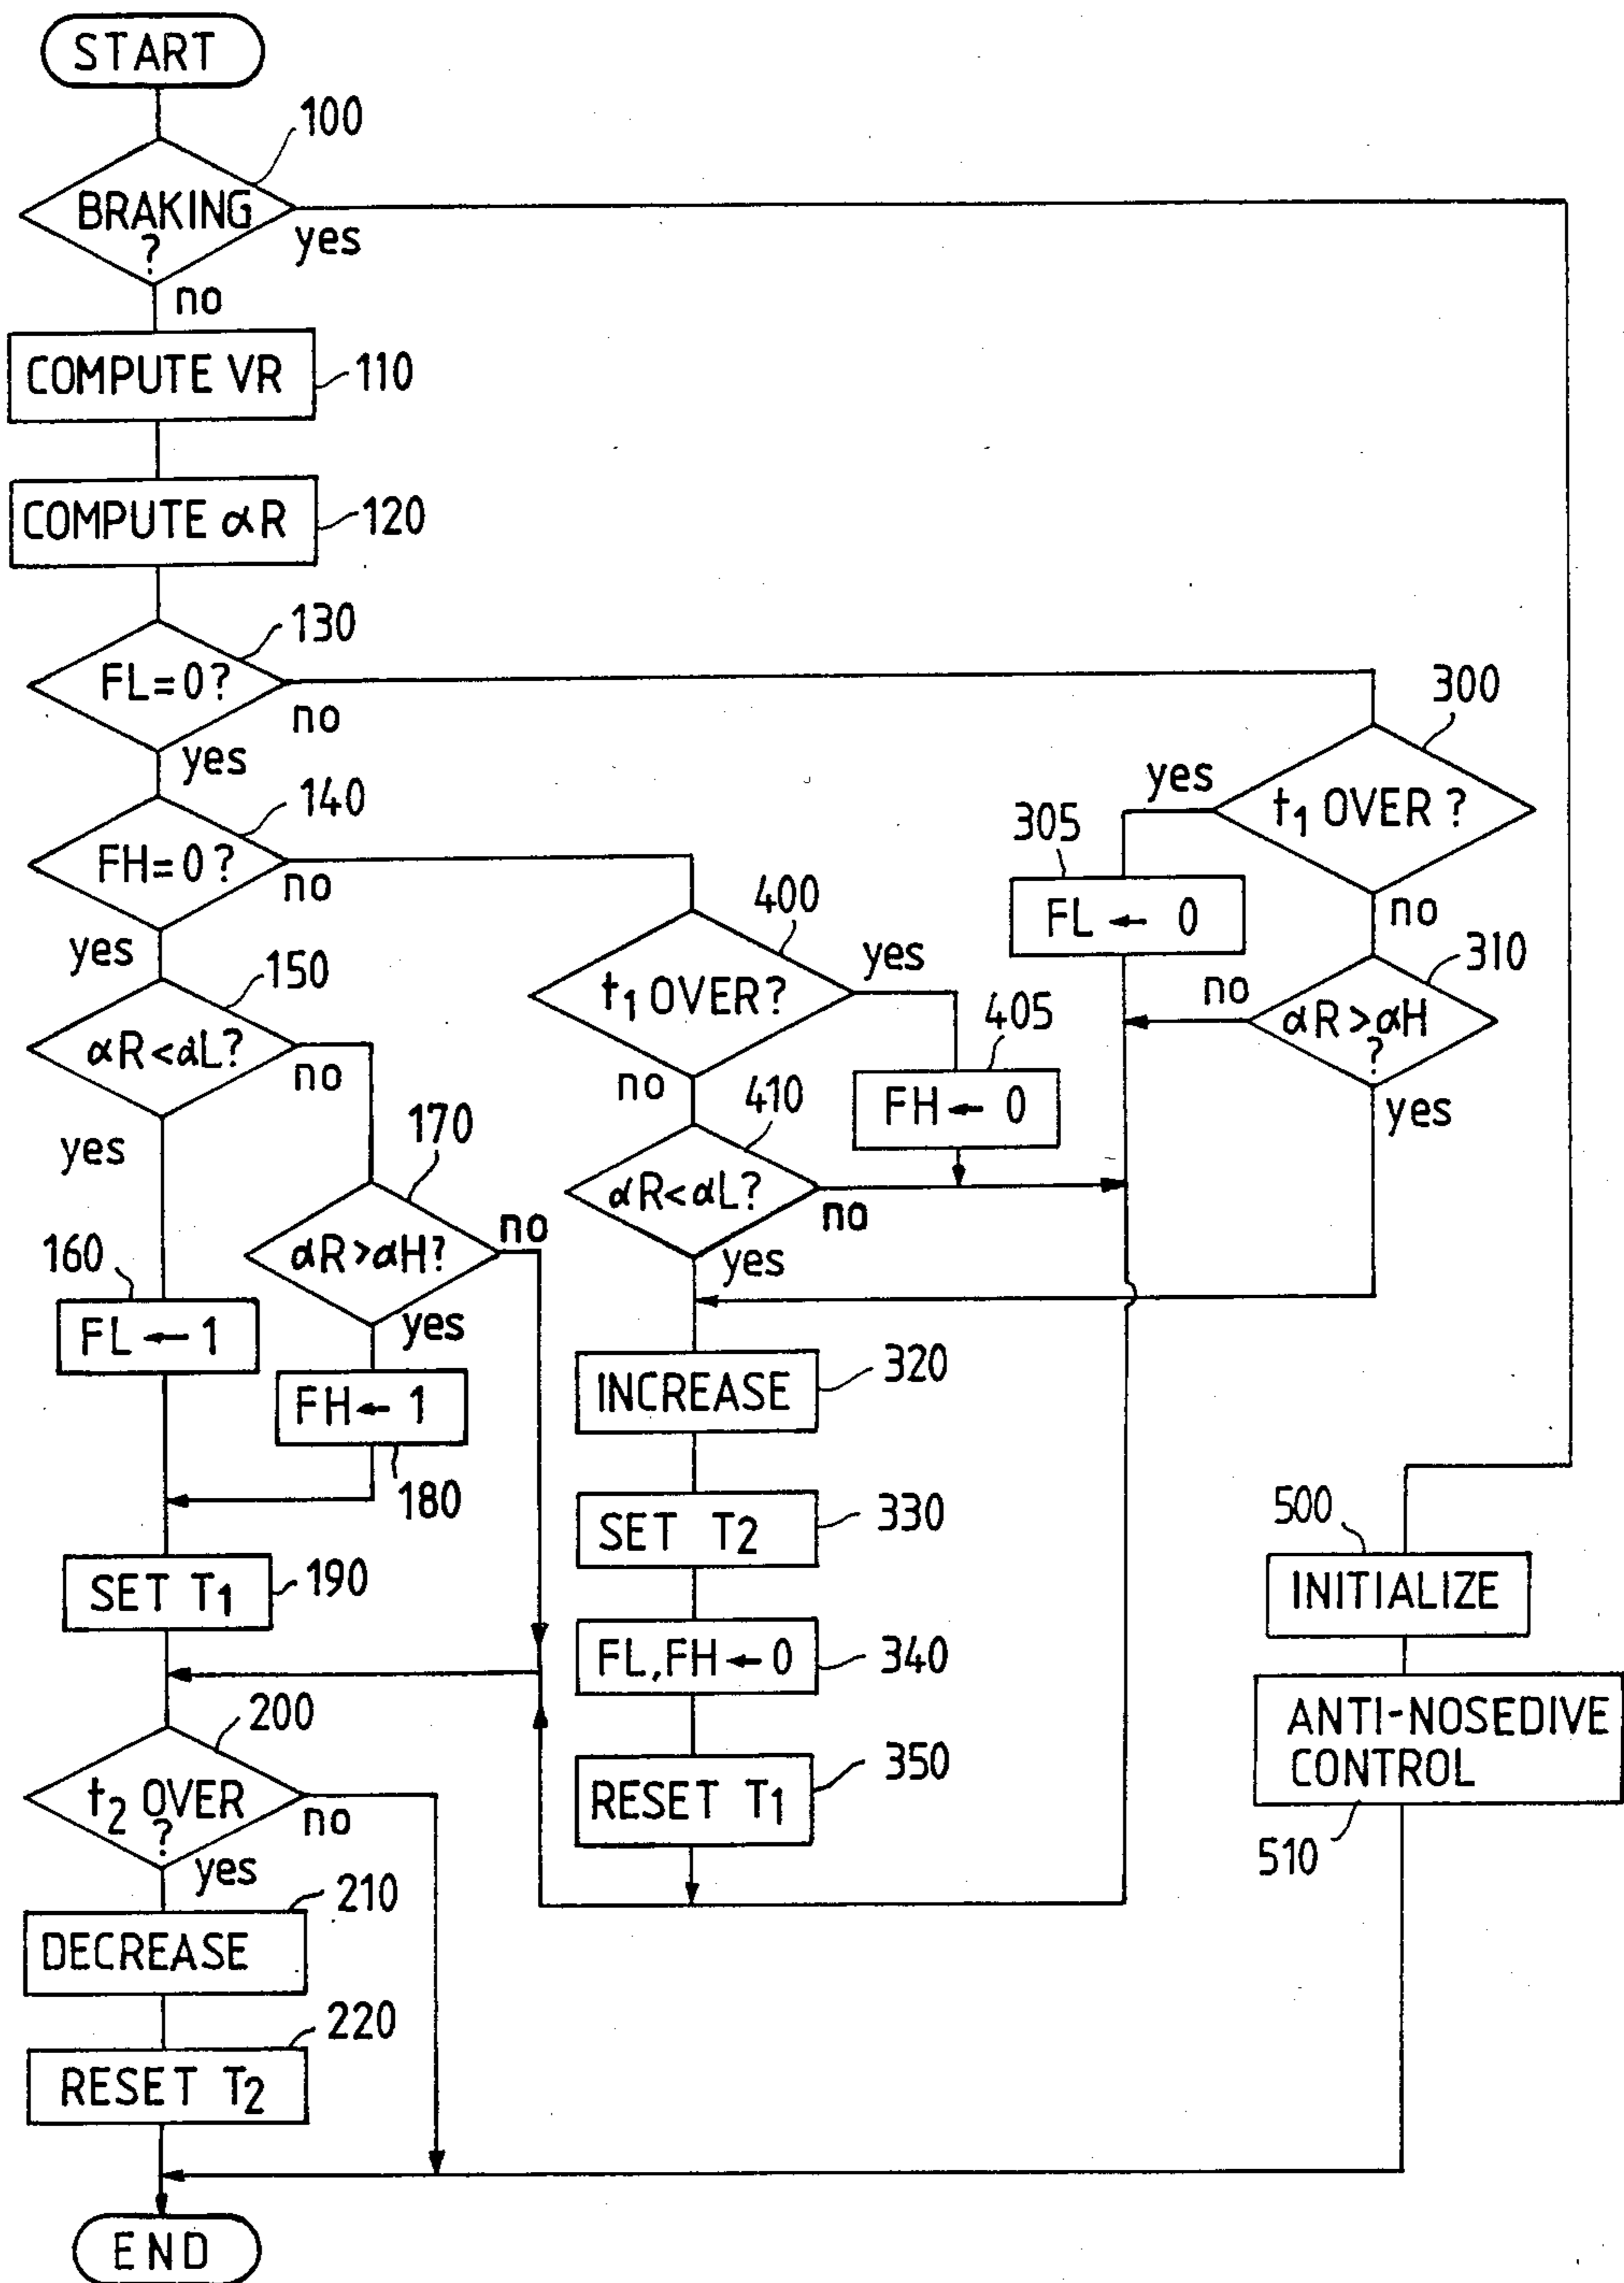 START
100
BRAKING
?
yes
no
COMPUTE VR
110
COMPUTE αR
120
130
FL=0?
no
yes
300
t1 OVER?
yes
no
140
FH=0?
no
yes
305
FL ← 0
400
t1 OVER?
yes
no
310
αR>αH
?
no
yes
150
αR<αL?
no
yes
405
FH ← 0
410
αR<αL?
no
yes
170
αR>αH?
no
yes
160
FL ← 1
FH ← 1
180
320
INCREASE
SET T2
330
500
INITIALIZE
SET T1
190
FL,FH ← 0
340
ANTI-NOSEDIVE
CONTROL
510
200
t2 OVER
?
no
yes
350
RESET T1
210
DECREASE
220
RESET T2
END